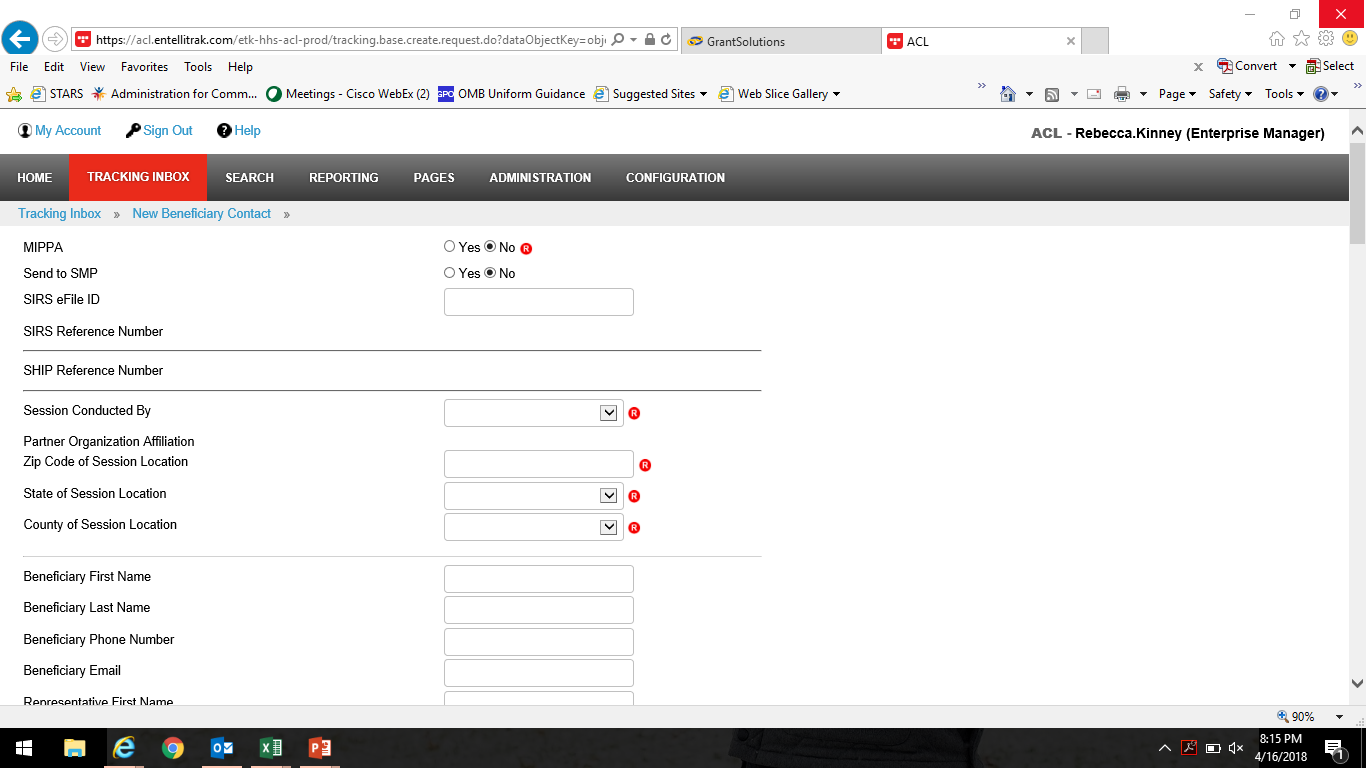 https://acl.entellitrak.com/etk-hhs-acl-prod/tracking.base.create.request.do?dataObjectKey=obj
GrantSolutions
ACL
File Edit View Favorites Tools Help
x Convert Select
STARS Administration for Comm... Meetings - Cisco WebEx (2) GPO OMB Uniform Guidance Suggested Sites Web Slice Gallery » Page Safety Tools »
My Account Sign Out Help
ACL - Rebecca.Kinney (Enterprise Manager)
HOME TRACKING INBOX SEARCH REPORTING PAGES ADMINISTRATION CONFIGURATION
Tracking Inbox » New Beneficiary Contact »
MIPPA Yes No R
Send to SMP Yes No
SIRS eFile ID
SIRS Reference Number
SHIP Reference Number
Session Conducted By R
Partner Organization Affiliation
Zip Code of Session Location R
State of Session Location R
County of Session Location R
Beneficiary First Name
Beneficiary Last Name
Beneficiary Phone Number
Beneficiary Email
Representative First Name
90%
8:15 PM
4/16/2018
1